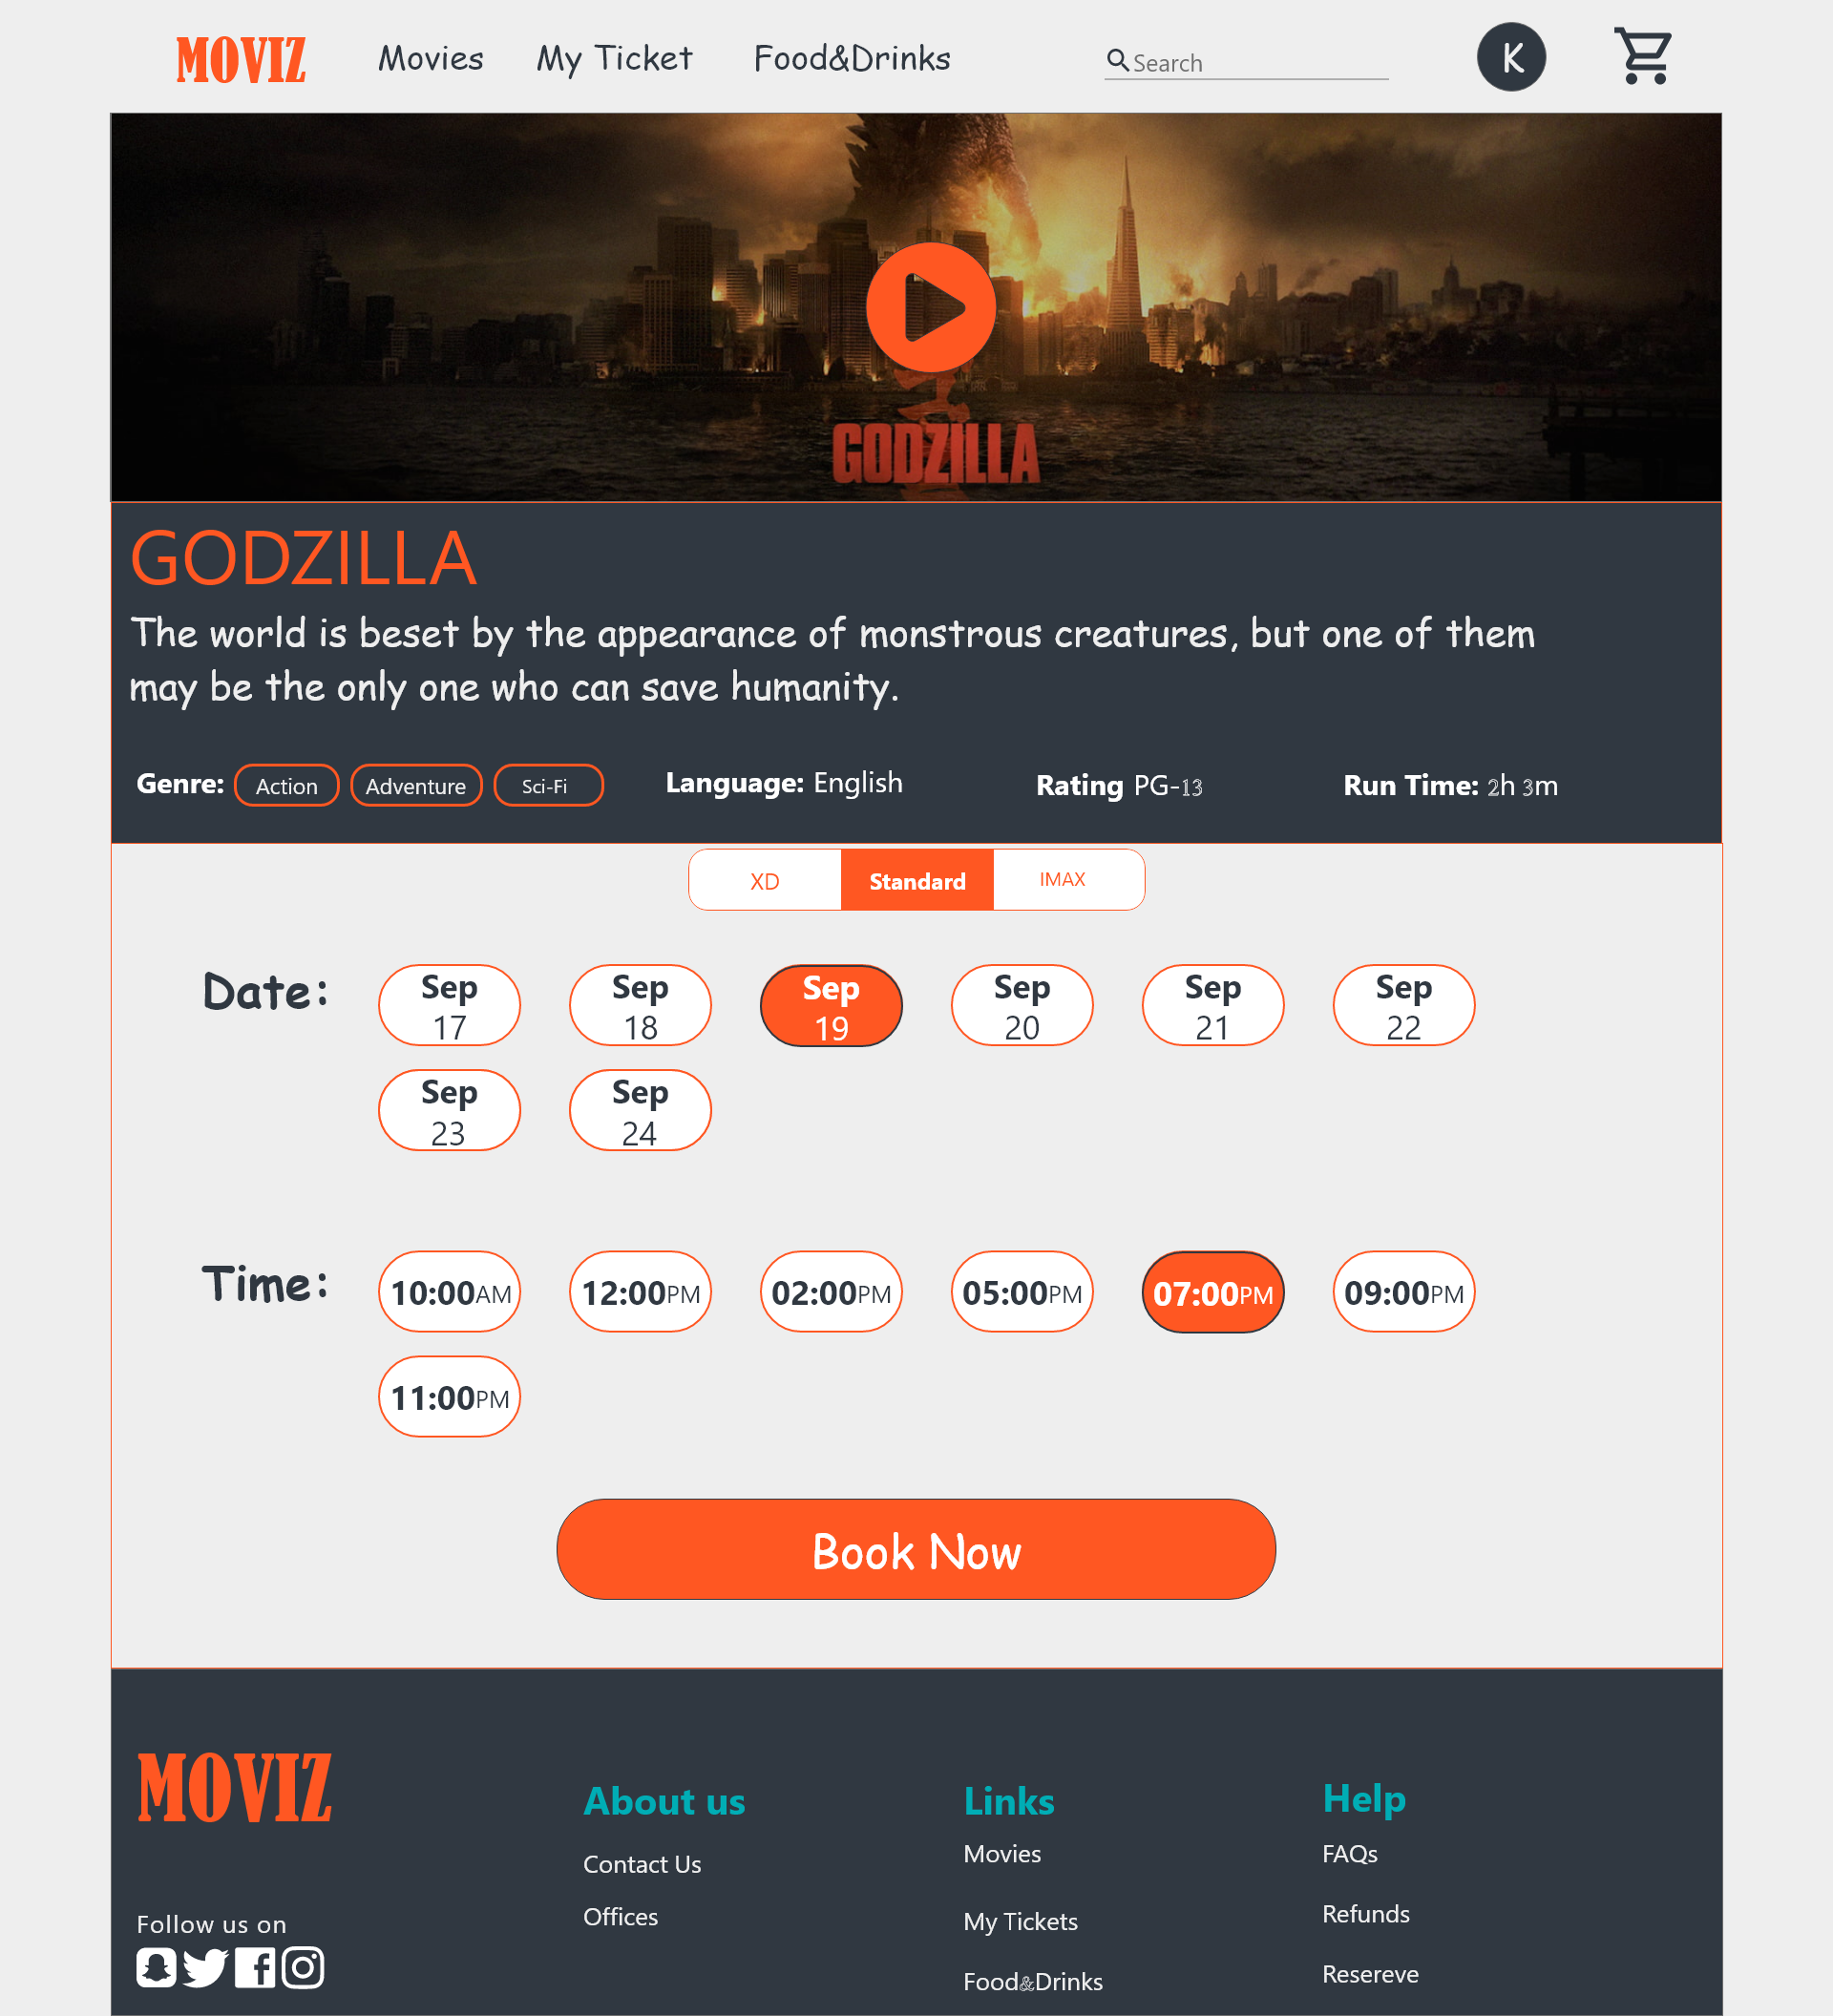 MOVIZ Movies My Ticket Food&Drinks Search K
GODZILLA
GODZILLA
The world is beset by the appearance of monstrous creatures, but one of them
may be the only one who can save humanity.
Genre: Action Adventure Sci-Fi Language: English Rating PG-13 Run Time: 2h 3m
XD Standard IMAX
Date:
Sep 17
Sep 18
Sep 19
Sep 20
Sep 21
Sep 22
Sep 23
Sep 24
Time:
10:00AM 12:00PM 02:00PM 05:00PM 07:00PM 09:00PM
11:00PM
Book Now
MOVIZ
Follow us on
About us
Contact Us
Offices
Links
Movies
My Tickets
Food&Drinks
Help
FAQs
Refunds
Resereve